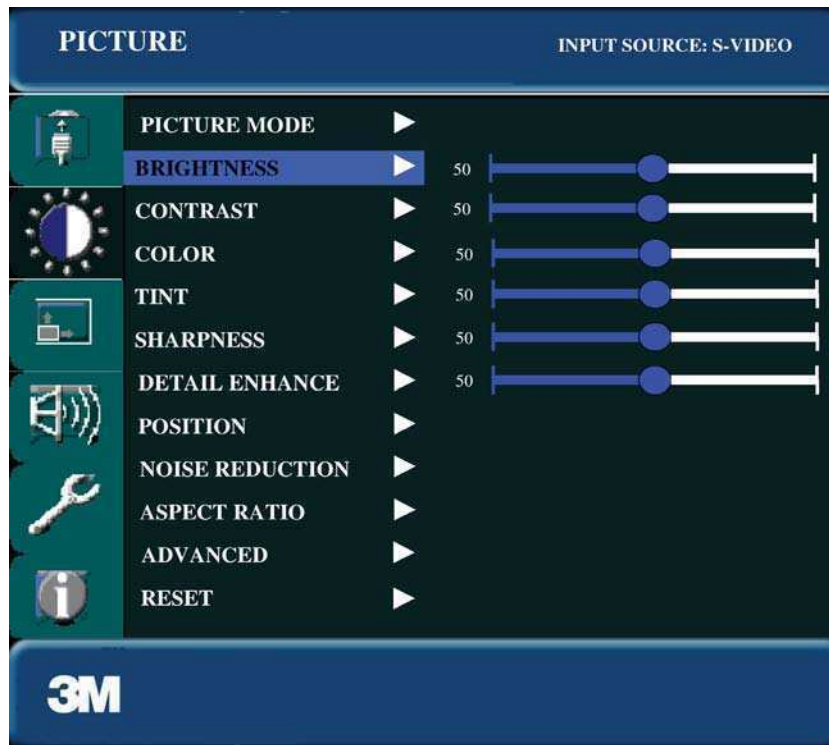 PICTURE
INPUT SOURCE: S-VIDEO
PICTURE MODE
BRIGHTNESS 50
CONTRAST 50
COLOR 50
TINT 50
SHARPNESS 50
DETAIL ENHANCE 50
POSITION
NOISE REDUCTION
ASPECT RATIO
ADVANCED
RESET
i
3M